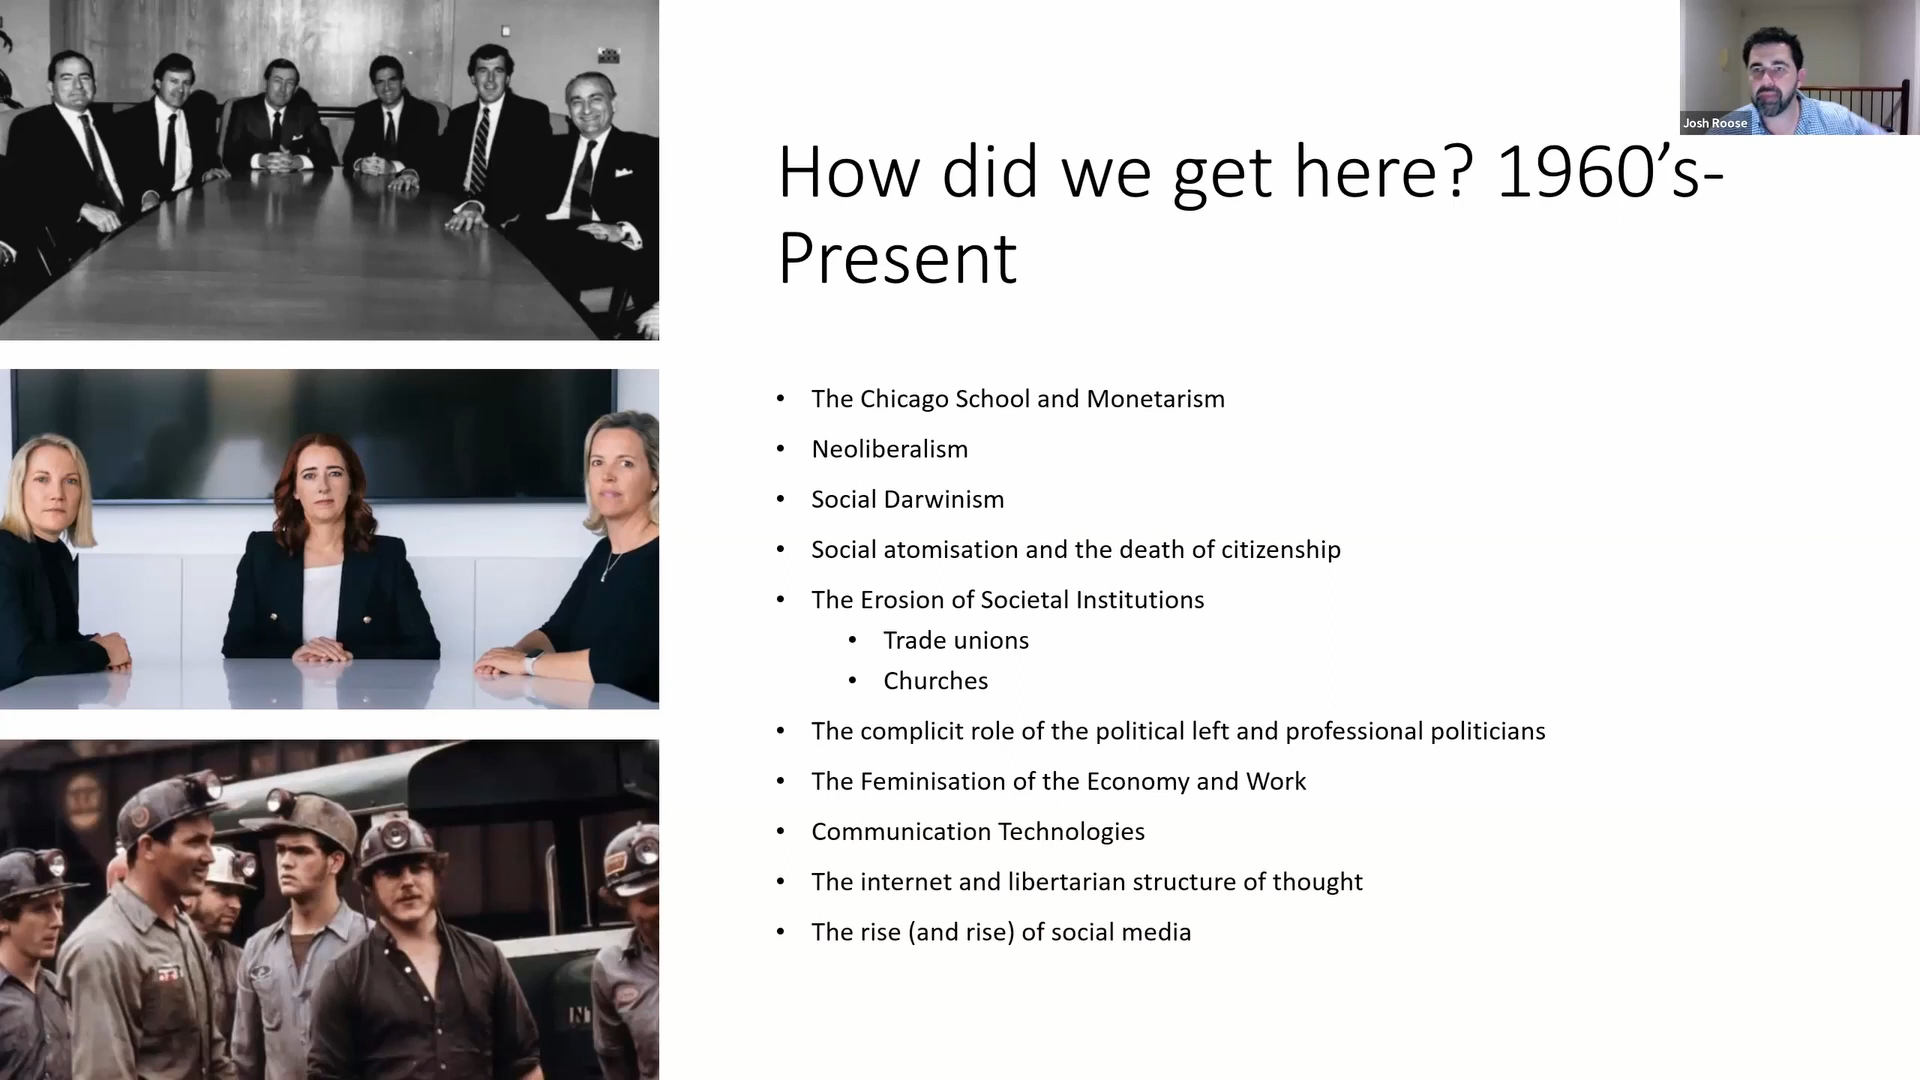 Josh Roose
How did we get here? 1960’s-
Present
• The Chicago School and Monetarism
• Neoliberalism
• Social Darwinism
• Social atomisation and the death of citizenship
• The Erosion of Societal Institutions
• Trade unions
• Churches
• The complicit role of the political left and professional politicians
• The Feminisation of the Economy and Work
• Communication Technologies
• The internet and libertarian structure of thought
• The rise (and rise) of social media